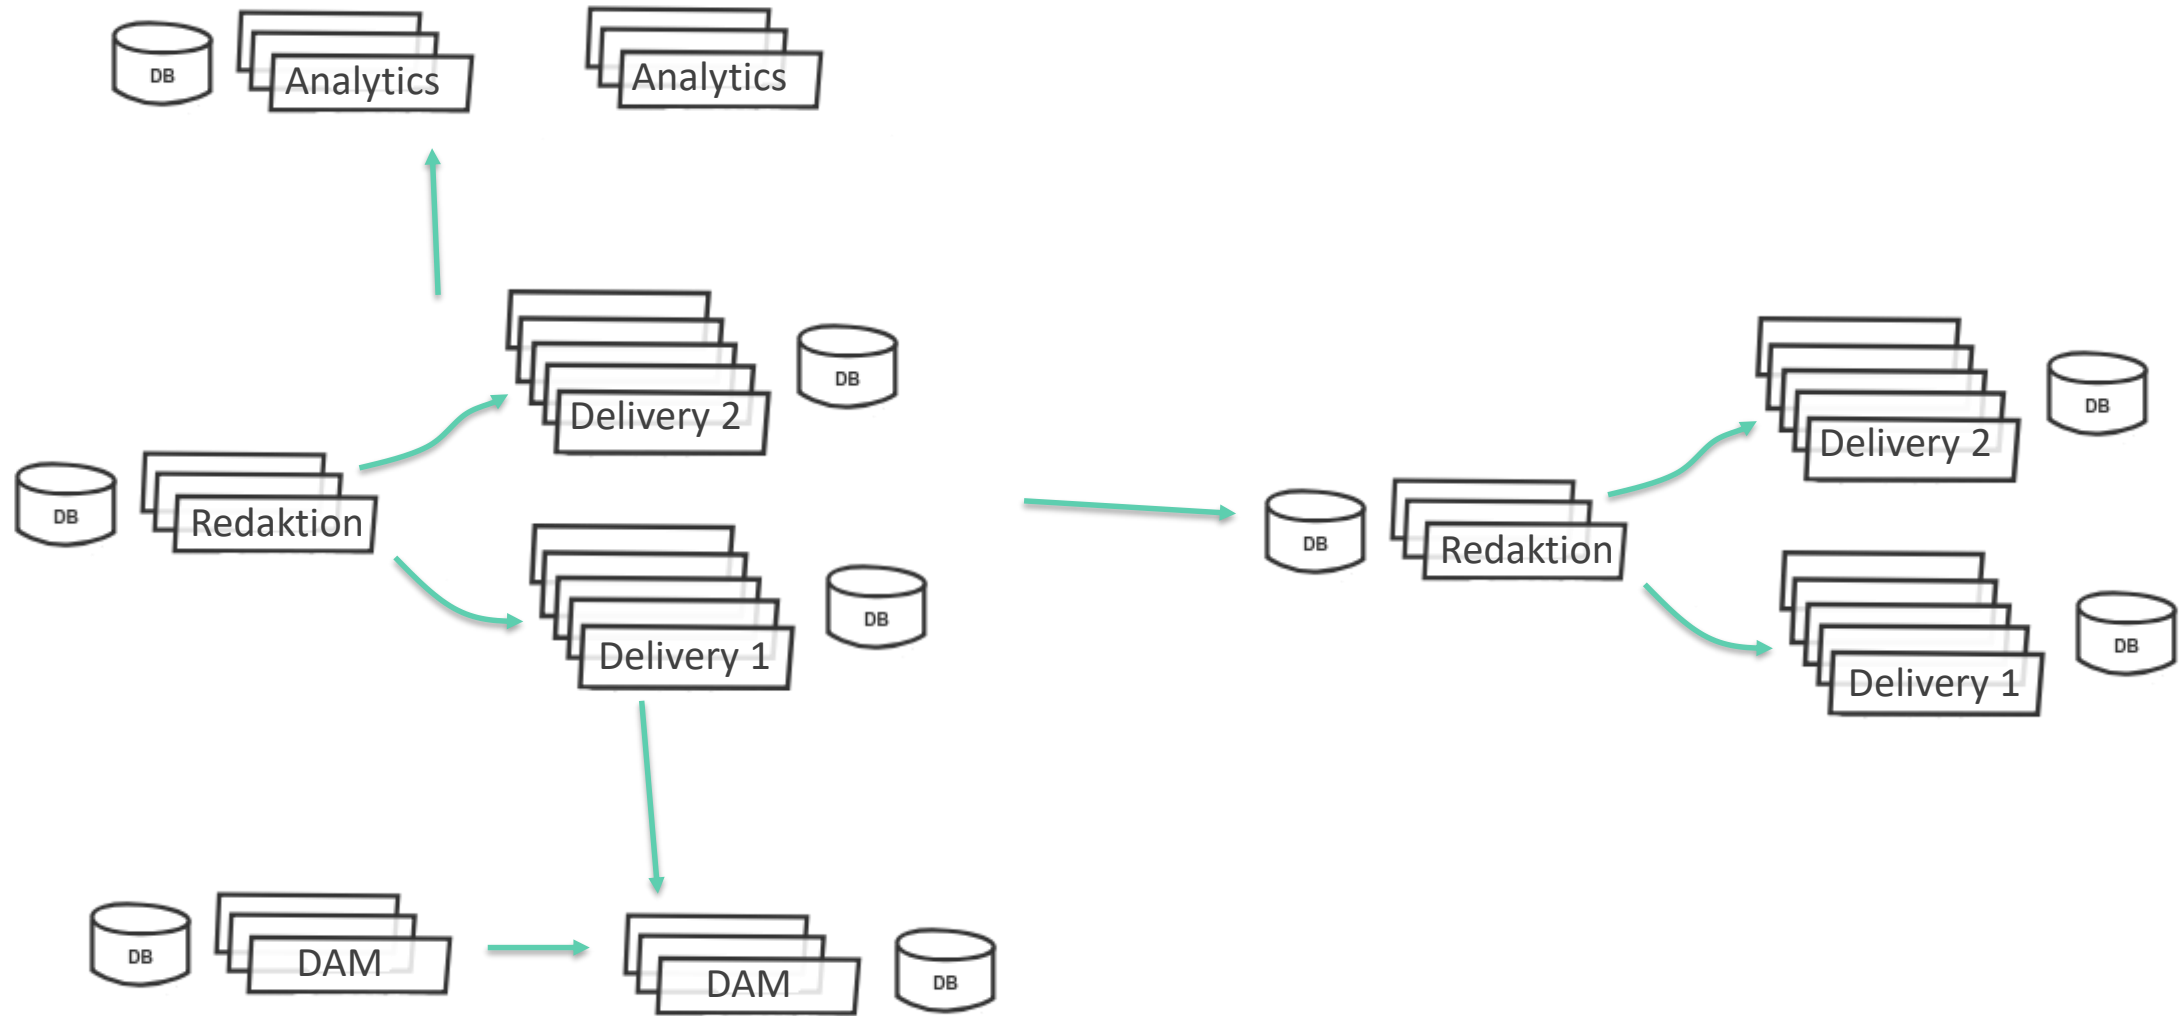 DB
Analytics
Analytics
Delivery 2
DB
DB
Redaktion
Delivery 1
DB
DB
DAM
DAM
DB
DB
Redaktion
Delivery 2
DB
Delivery 1
DB